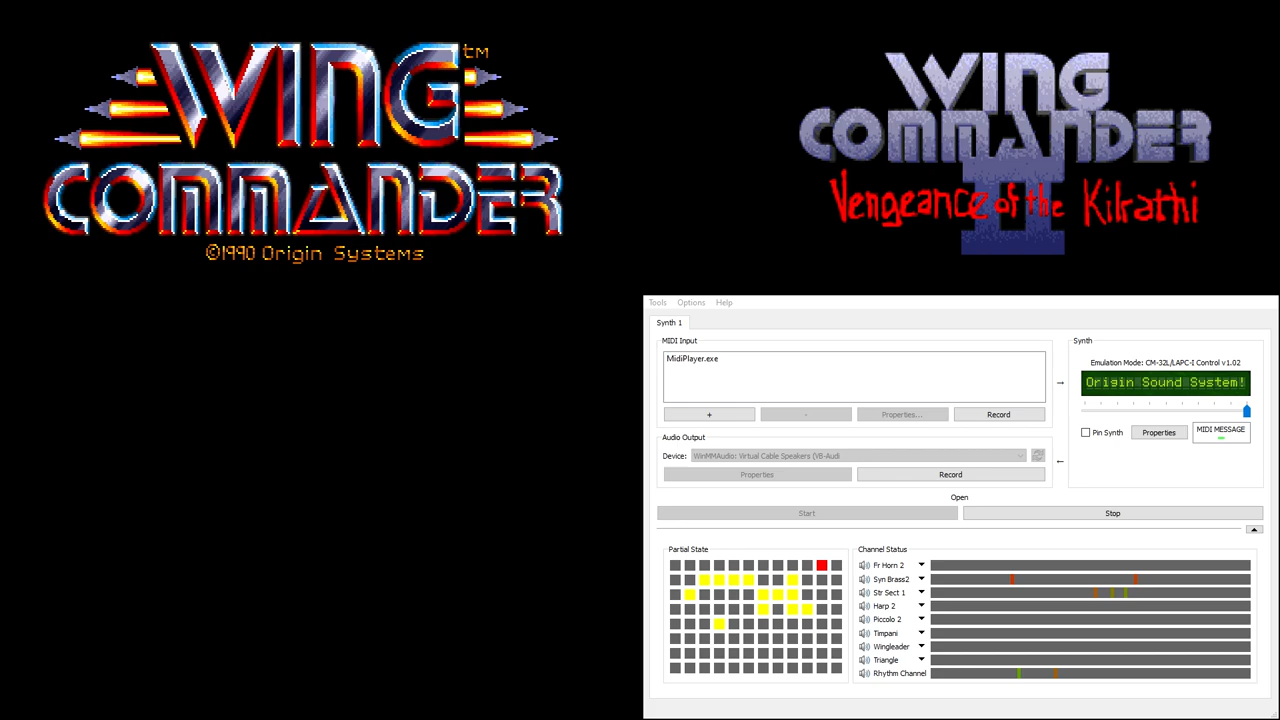 WING TM
COMMANDER
©1990 Origin Systems
WING
COMMANDER
II
Vengeance of the Kilrathi
Tools Options Help
Synth 1
MIDI Input
MidiPlayer.exe
+ - Properties... Record
Audio Output
Device: WinMMAudio: Virtual Cable Speakers (VB-Audi
Properties Record
Synth
Emulation Mode: CM-32L/LAPC-I Control v1.02
Origin Sound System!
Pin Synth Properties MIDI MESSAGE
Open
Start Stop
Partial State
Channel Status
Fr Horn 2
Syn Brass2
Str Sect 1
Harp 2
Piccolo 2
Timpani
Wingleader
Triangle
Rhythm Channel